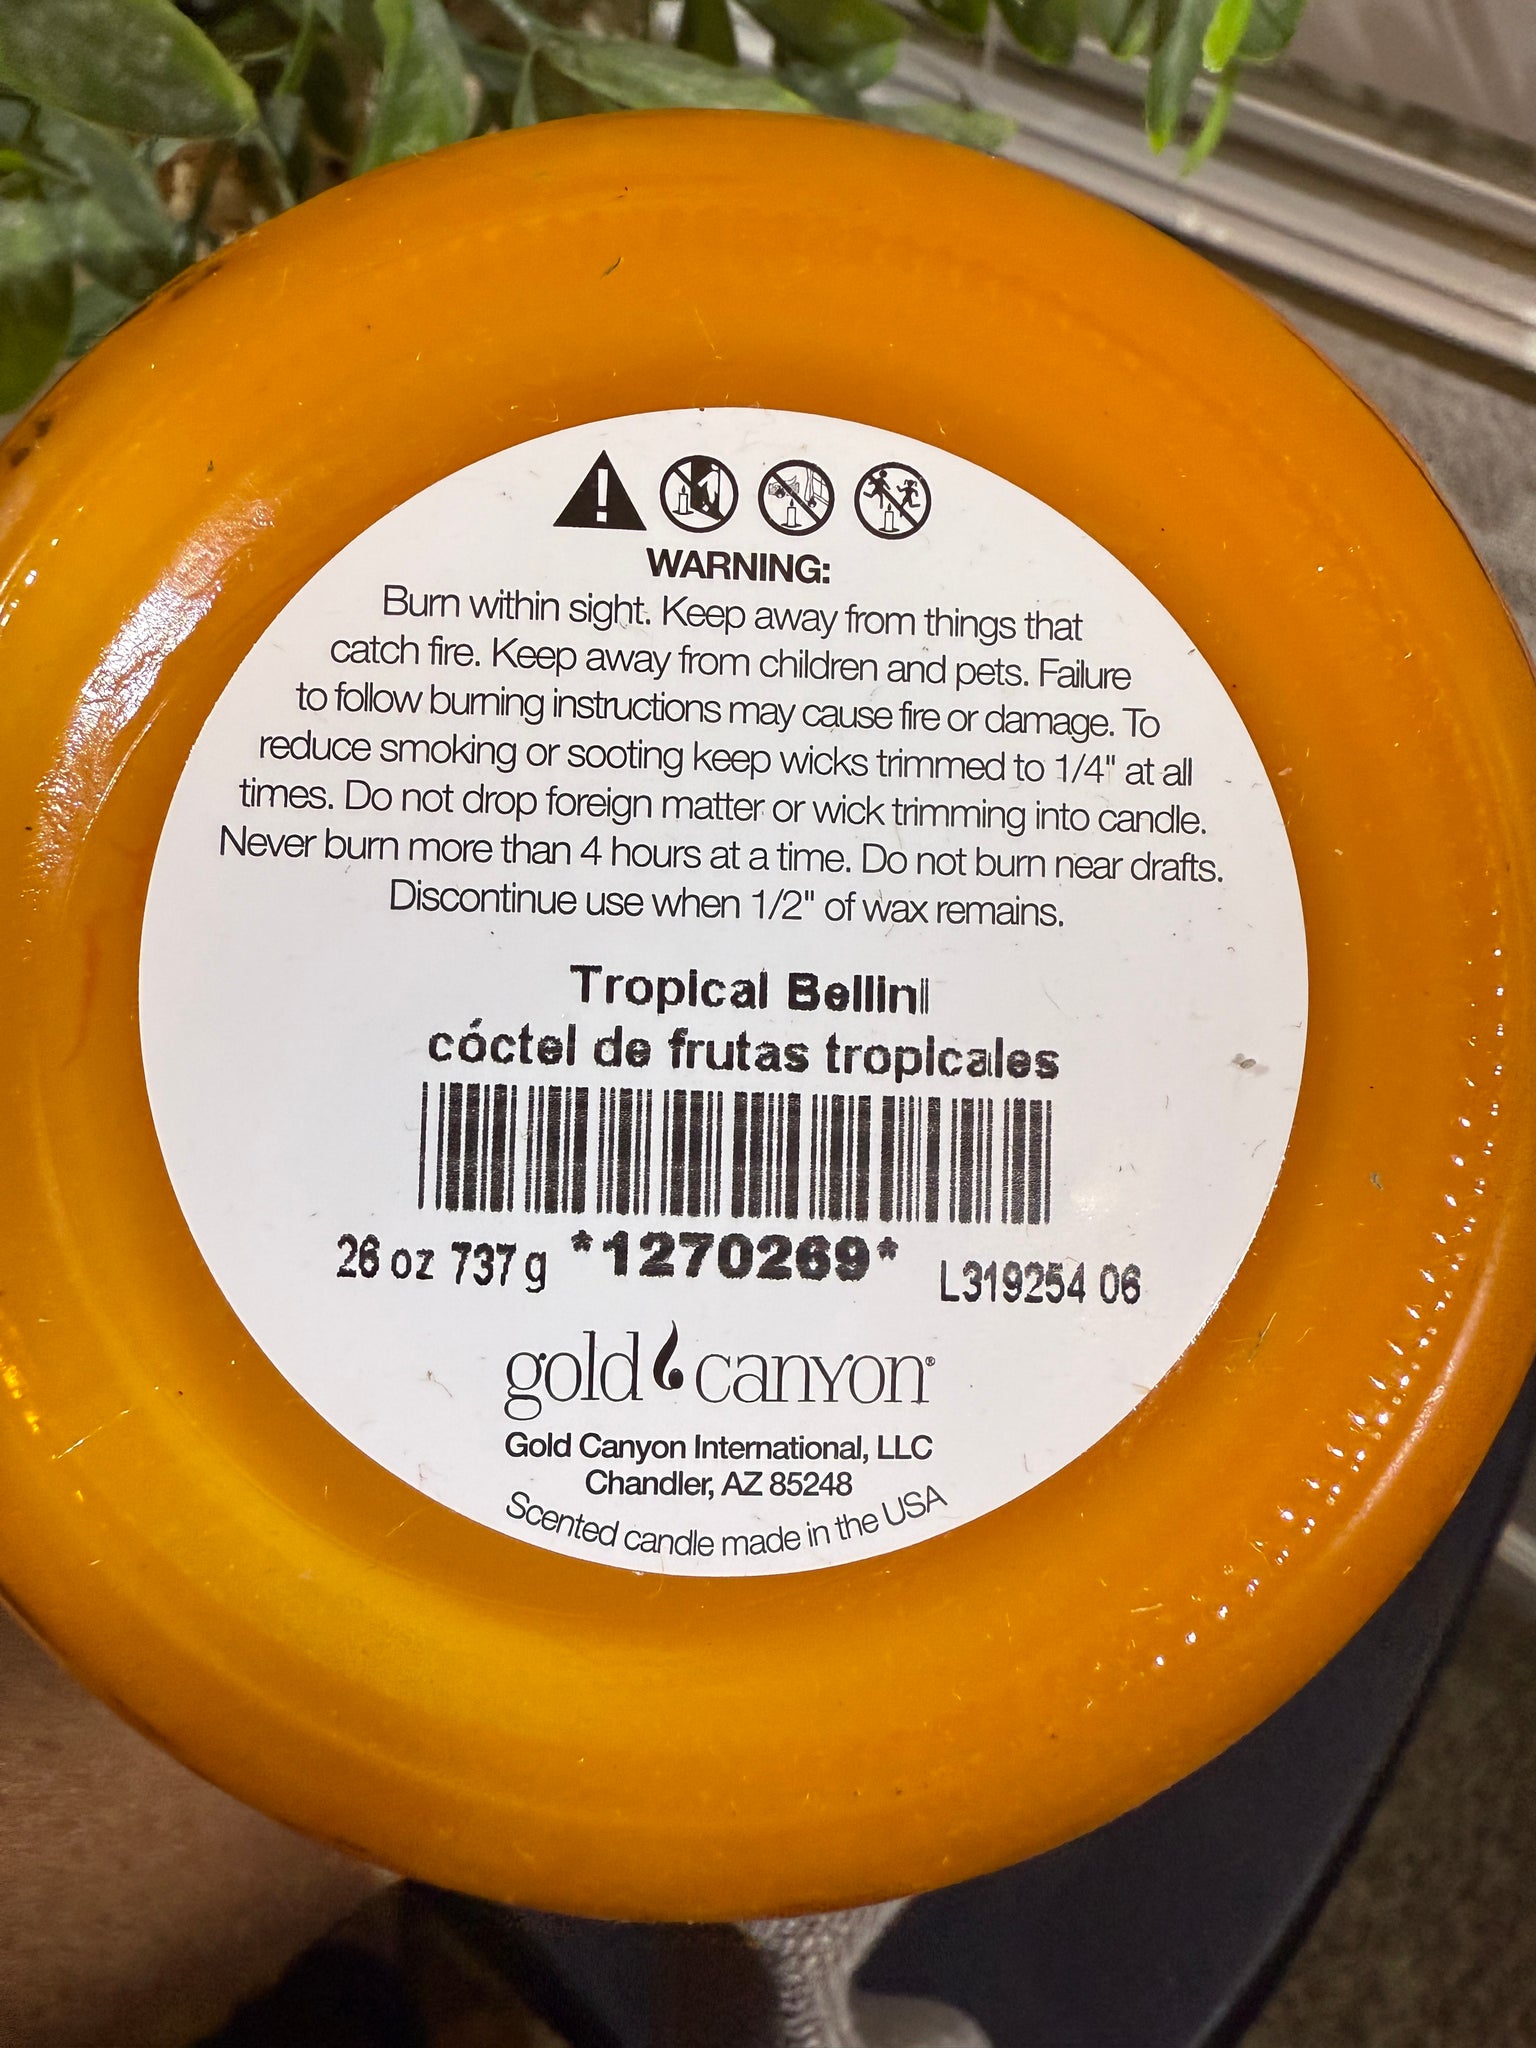 WARNING:
Burn within sight. Keep away from things that
catch fire. Keep away from children and pets. Failure
to follow burning instructions may cause fire or damage. To
reduce smoking or sooting keep wicks trimmed to 1/4" at all
times. Do not drop foreign matter or wick trimming into candle.
Never burn more than 4 hours at a time. Do not burn near drafts.
Discontinue use when 1/2" of wax remains.
Tropical Bellini
cóctel de frutas tropicales
26 oz 737 g *1270269* L319254 06
gold canyon®
Gold Canyon International, LLC
Chandler, AZ 85248
Scented candle made in the USA